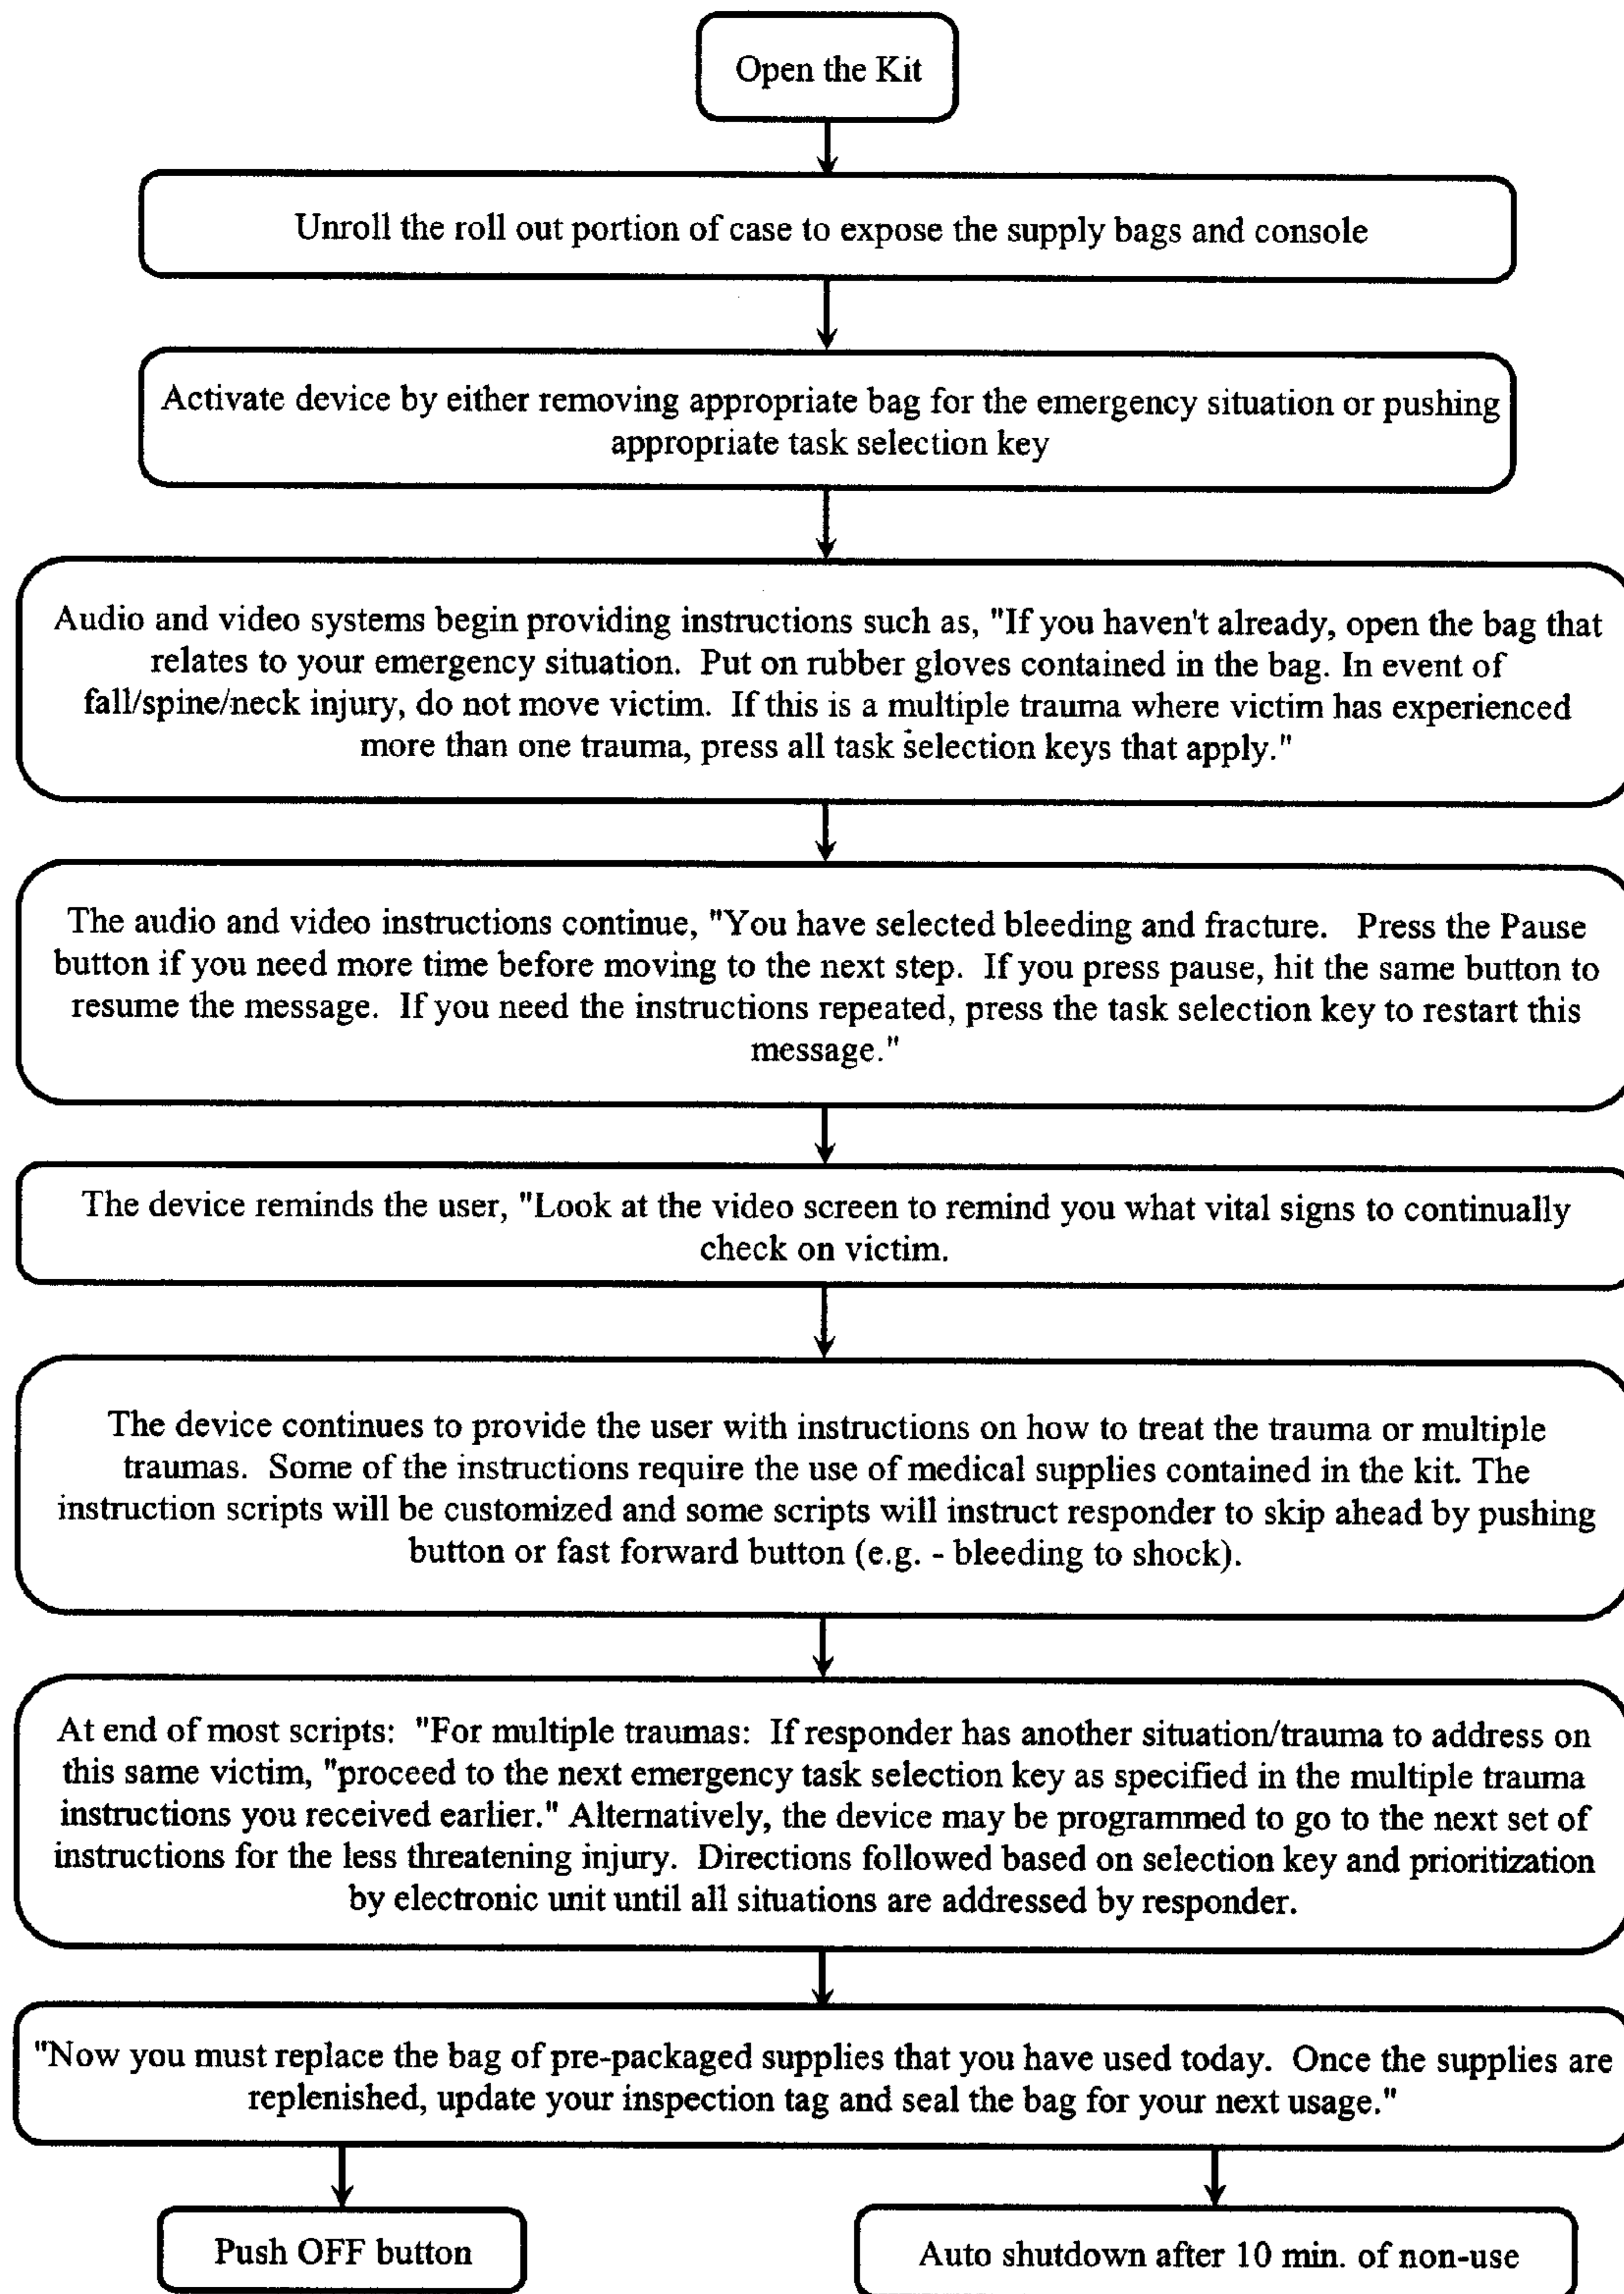 Open the Kit
Unroll the roll out portion of case to expose the supply bags and console
Activate device by either removing appropriate bag for the emergency situation or pushing
appropriate task selection key
Audio and video systems begin providing instructions such as, "If you haven't already, open the bag that
relates to your emergency situation. Put on rubber gloves contained in the bag. In event of
fall/spine/neck injury, do not move victim. If this is a multiple trauma where victim has experienced
more than one trauma, press all task selection keys that apply."
The audio and video instructions continue, "You have selected bleeding and fracture. Press the Pause
button if you need more time before moving to the next step. If you press pause, hit the same button to
resume the message. If you need the instructions repeated, press the task selection key to restart this
message."
The device reminds the user, "Look at the video screen to remind you what vital signs to continually
check on victim.
The device continues to provide the user with instructions on how to treat the trauma or multiple
traumas. Some of the instructions require the use of medical supplies contained in the kit. The
instruction scripts will be customized and some scripts will instruct responder to skip ahead by pushing
button or fast forward button (e.g. - bleeding to shock).
At end of most scripts: "For multiple traumas: If responder has another situation/trauma to address on
this same victim, "proceed to the next emergency task selection key as specified in the multiple trauma
instructions you received earlier." Alternatively, the device may be programmed to go to the next set of
instructions for the less threatening injury. Directions followed based on selection key and prioritization
by electronic unit until all situations are addressed by responder.
"Now you must replace the bag of pre-packaged supplies that you have used today. Once the supplies are
replenished, update your inspection tag and seal the bag for your next usage."
Push OFF button
Auto shutdown after 10 min. of non-use